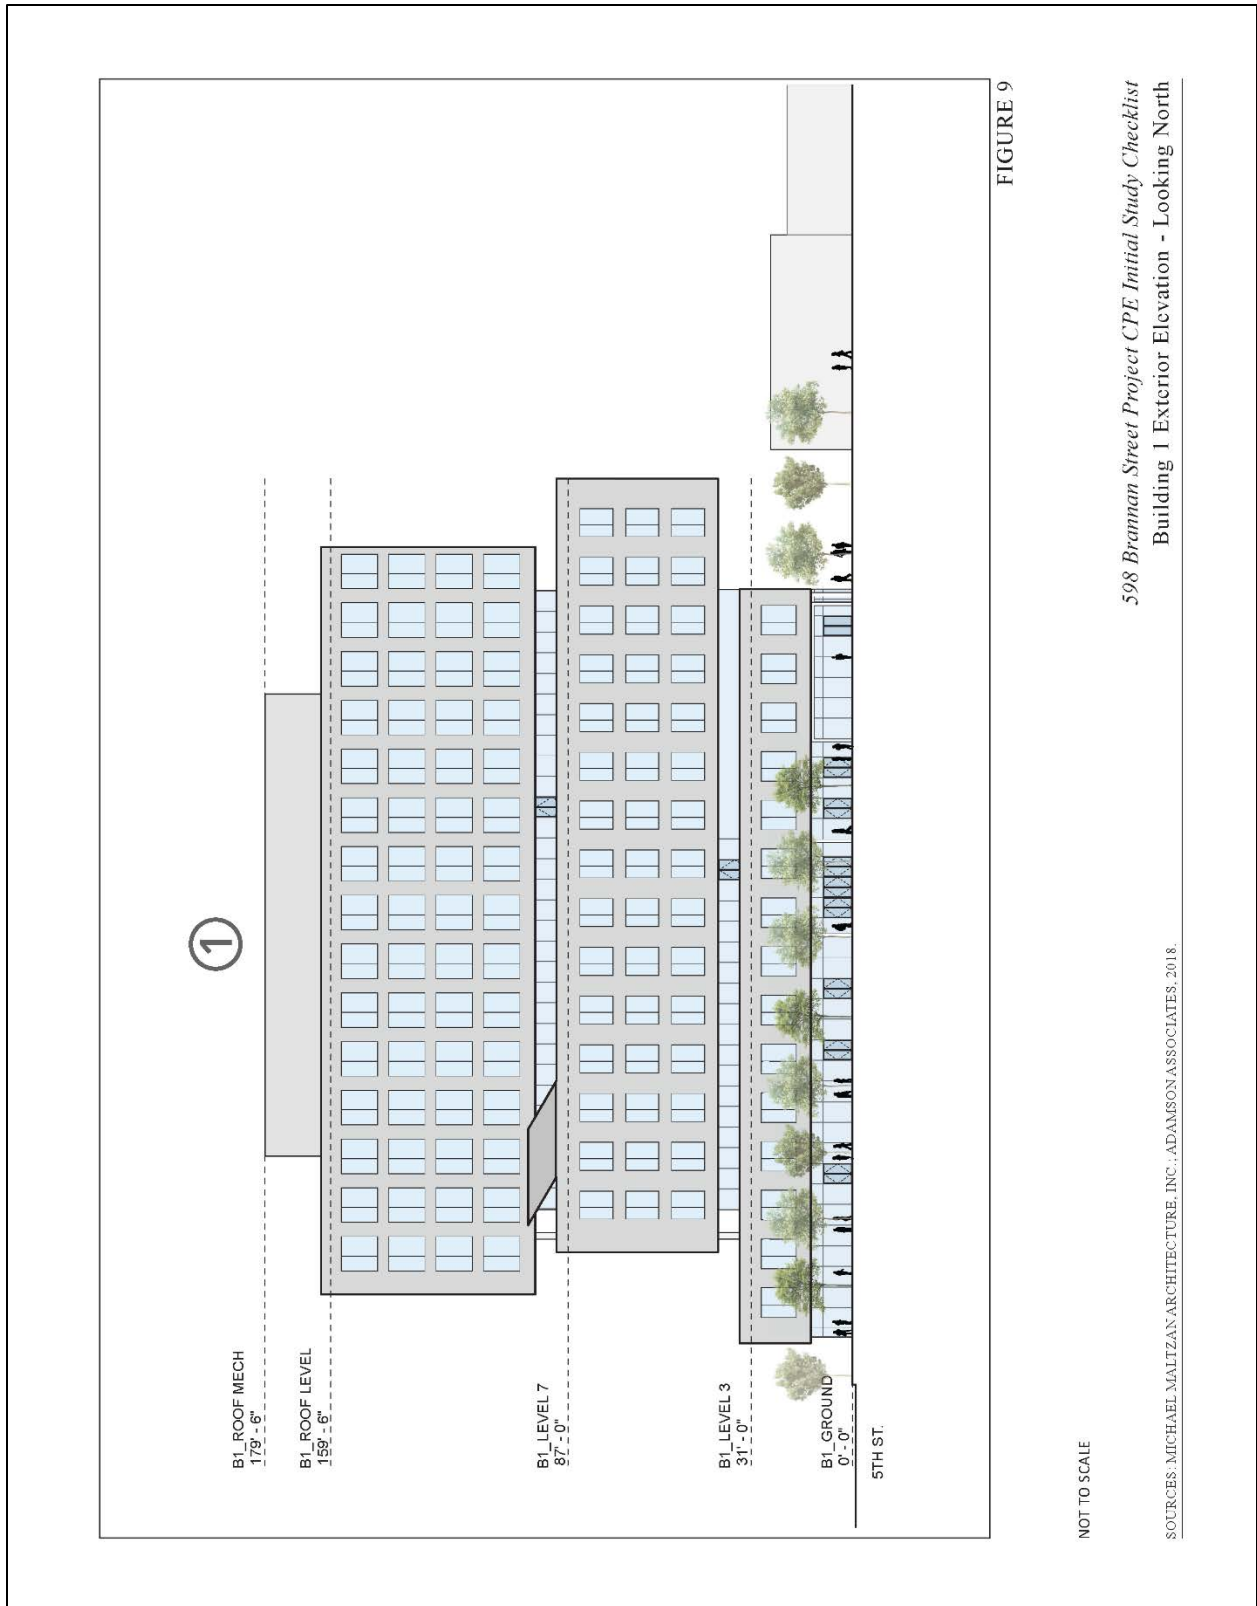 1
B1_ROOF MECH
179' - 6"
B1_ROOF LEVEL
159' - 6"
B1_LEVEL 7
87' - 0"
B1_LEVEL 3
31' - 0"
B1_GROUND
0' - 0"
5TH ST.
FIGURE 9
NOT TO SCALE
598 Brannan Street Project CPE Initial Study Checklist
Building 1 Exterior Elevation - Looking North
SOURCES: MICHAEL MALTZAN ARCHITECTURE, INC.; ADAMSON ASSOCIATES, 2018.